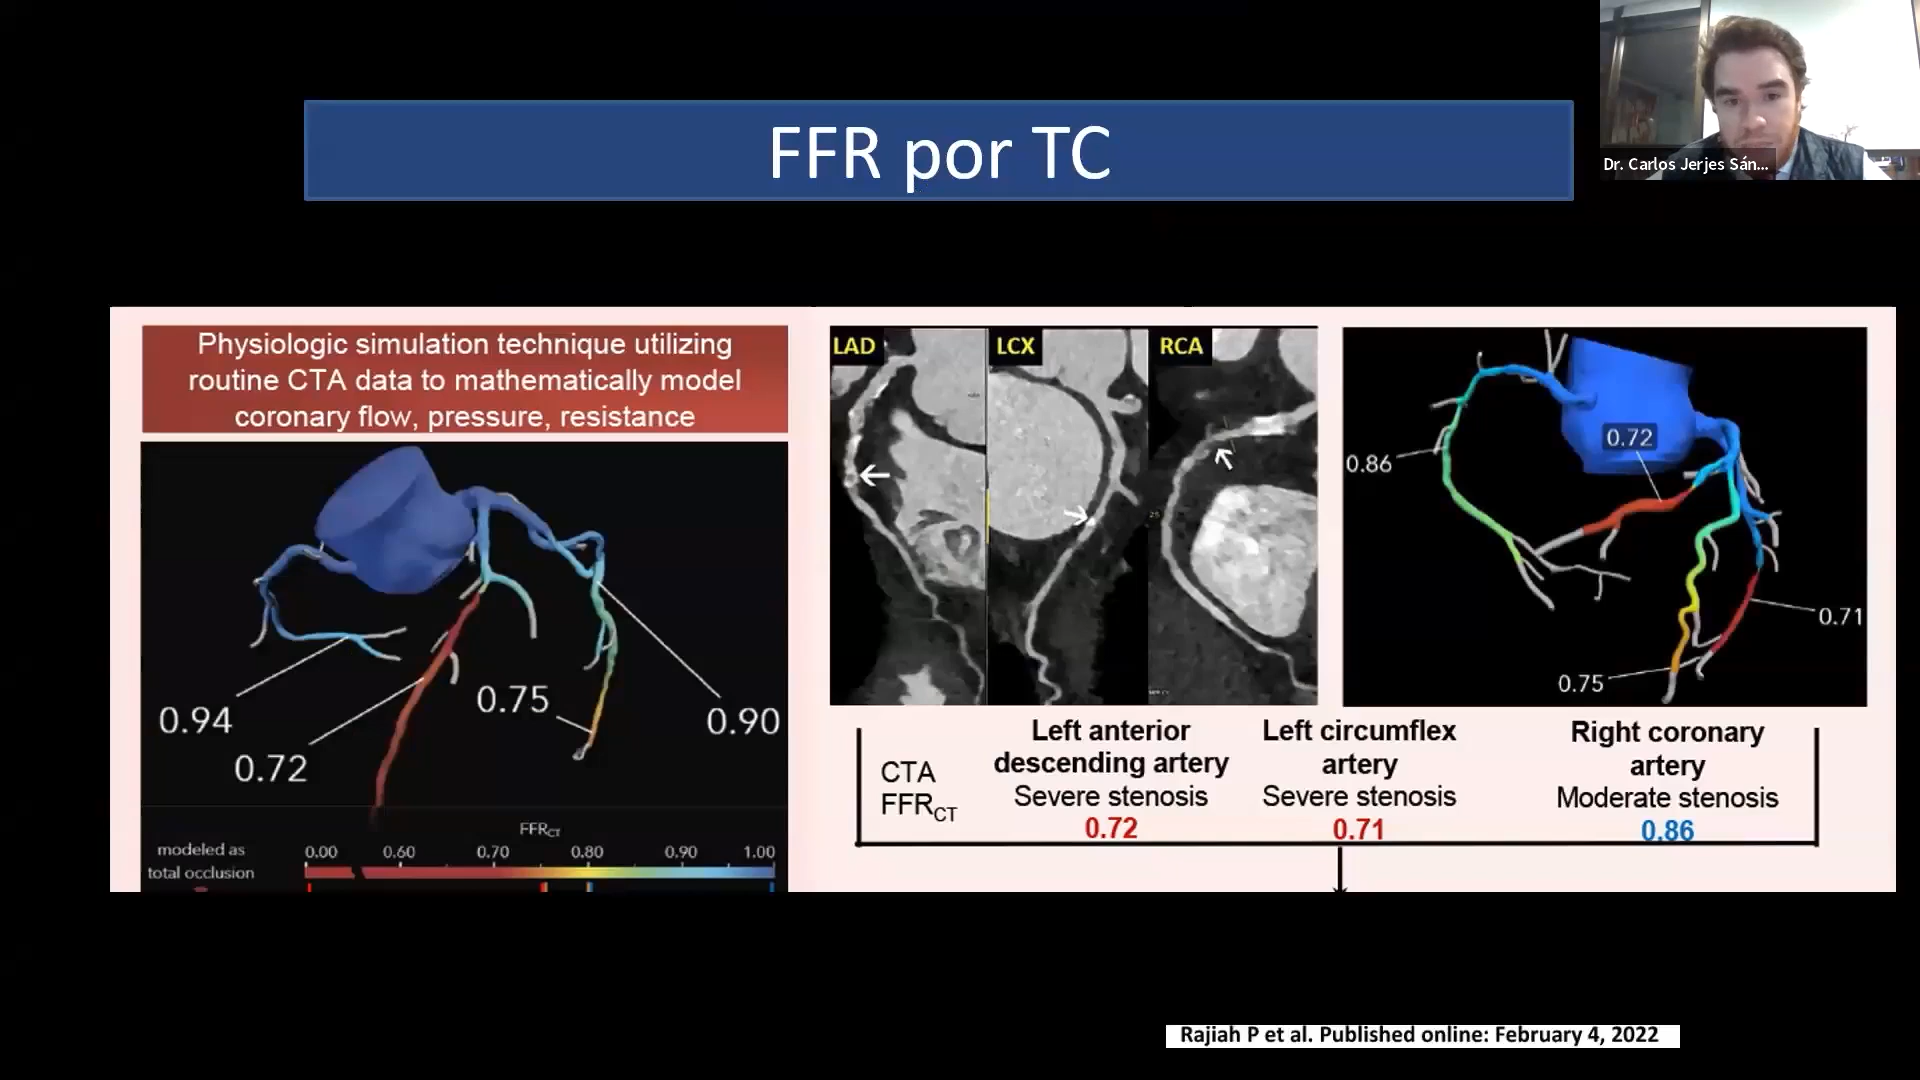 FFR por TC
Dr. Carlos Jerjes Sán...
Physiologic simulation technique utilizing
routine CTA data to mathematically model
coronary flow, pressure, resistance
0.94
0.72
0.75
0.90
FFRCT
modeled as
total occlusion
0.00 0.60 0.70 0.80 0.90 1.00
LAD
LCX
RCA
0.86
0.72
0.71
0.75
CTA
FFRCT
Left anterior
descending artery
Severe stenosis
0.72
Left circumflex
artery
Severe stenosis
0.71
Right coronary
artery
Moderate stenosis
0.86
Rajiah P et al. Published online: February 4, 2022